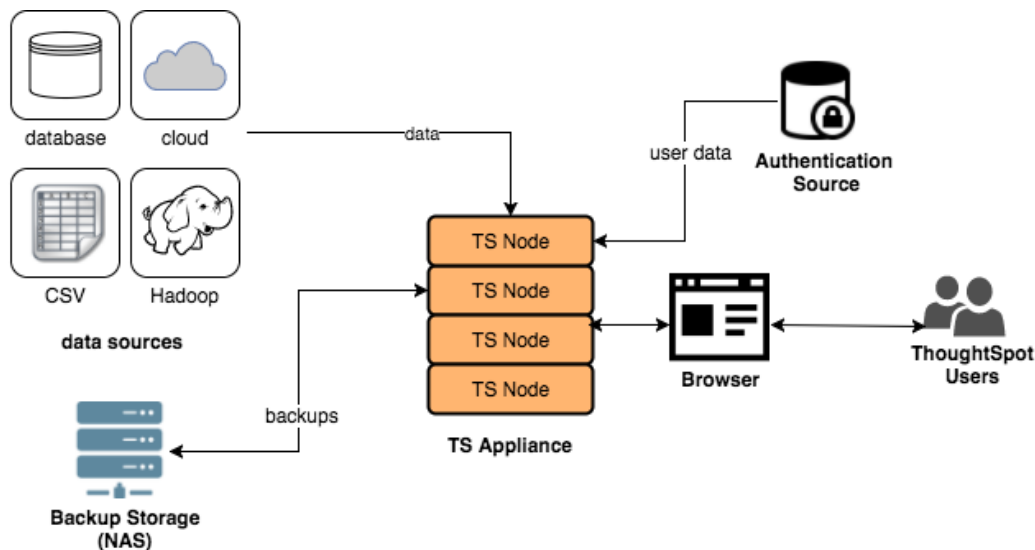 database
cloud
CSV
Hadoop
data sources
data
user data
Authentication
Source
TS Node
TS Node
TS Node
TS Node
TS Appliance
backups
Backup Storage
(NAS)
Browser
ThoughtSpot
Users